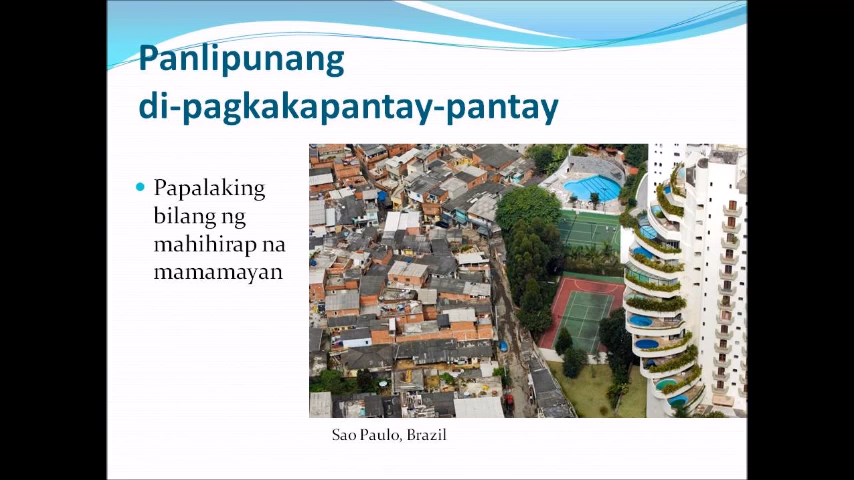 Panlipunang
di-pagkakapantay-pantay
Papalaking
bilang ng
mahihirap na
mamamayan
Sao Paulo, Brazil